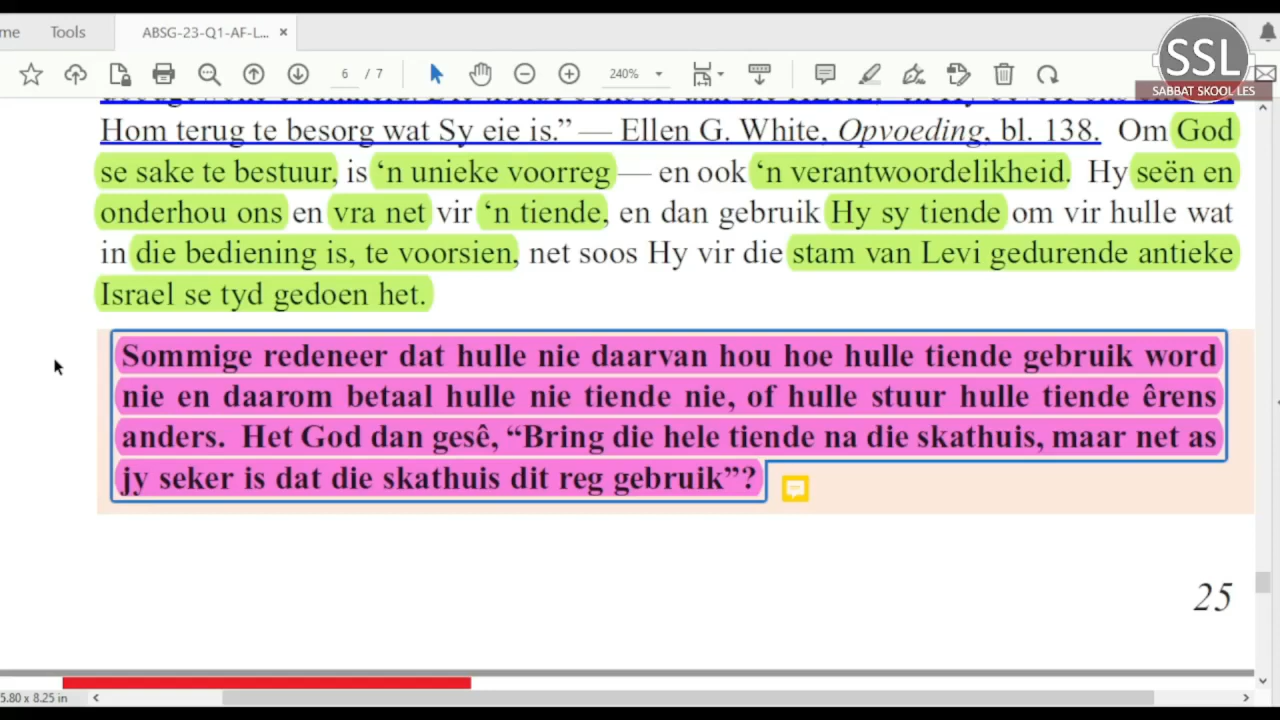 me Tools ABSG-23-Q1-AF-L... ×
SSL
SABBAT SKOOL LES
6 / 7 240%
Hom terug te besorg wat Sy eie is.” — Ellen G. White, Opvoeding, bl. 138. Om God
se sake te bestuur, is ‘n unieke voorreg — en ook ‘n verantwoordelikheid. Hy seën en
onderhou ons en vra net vir ‘n tiende, en dan gebruik Hy sy tiende om vir hulle wat
in die bediening is, te voorsien, net soos Hy vir die stam van Levi gedurende antieke
Israel se tyd gedoen het.
Sommige redeneer dat hulle nie daarvan hou hoe hulle tiende gebruik word
nie en daarom betaal hulle nie tiende nie, of hulle stuur hulle tiende êrens
anders. Het God dan gesê, “Bring die hele tiende na die skathuis, maar net as
jy seker is dat die skathuis dit reg gebruik”?
25
5.80 x 8.25 in